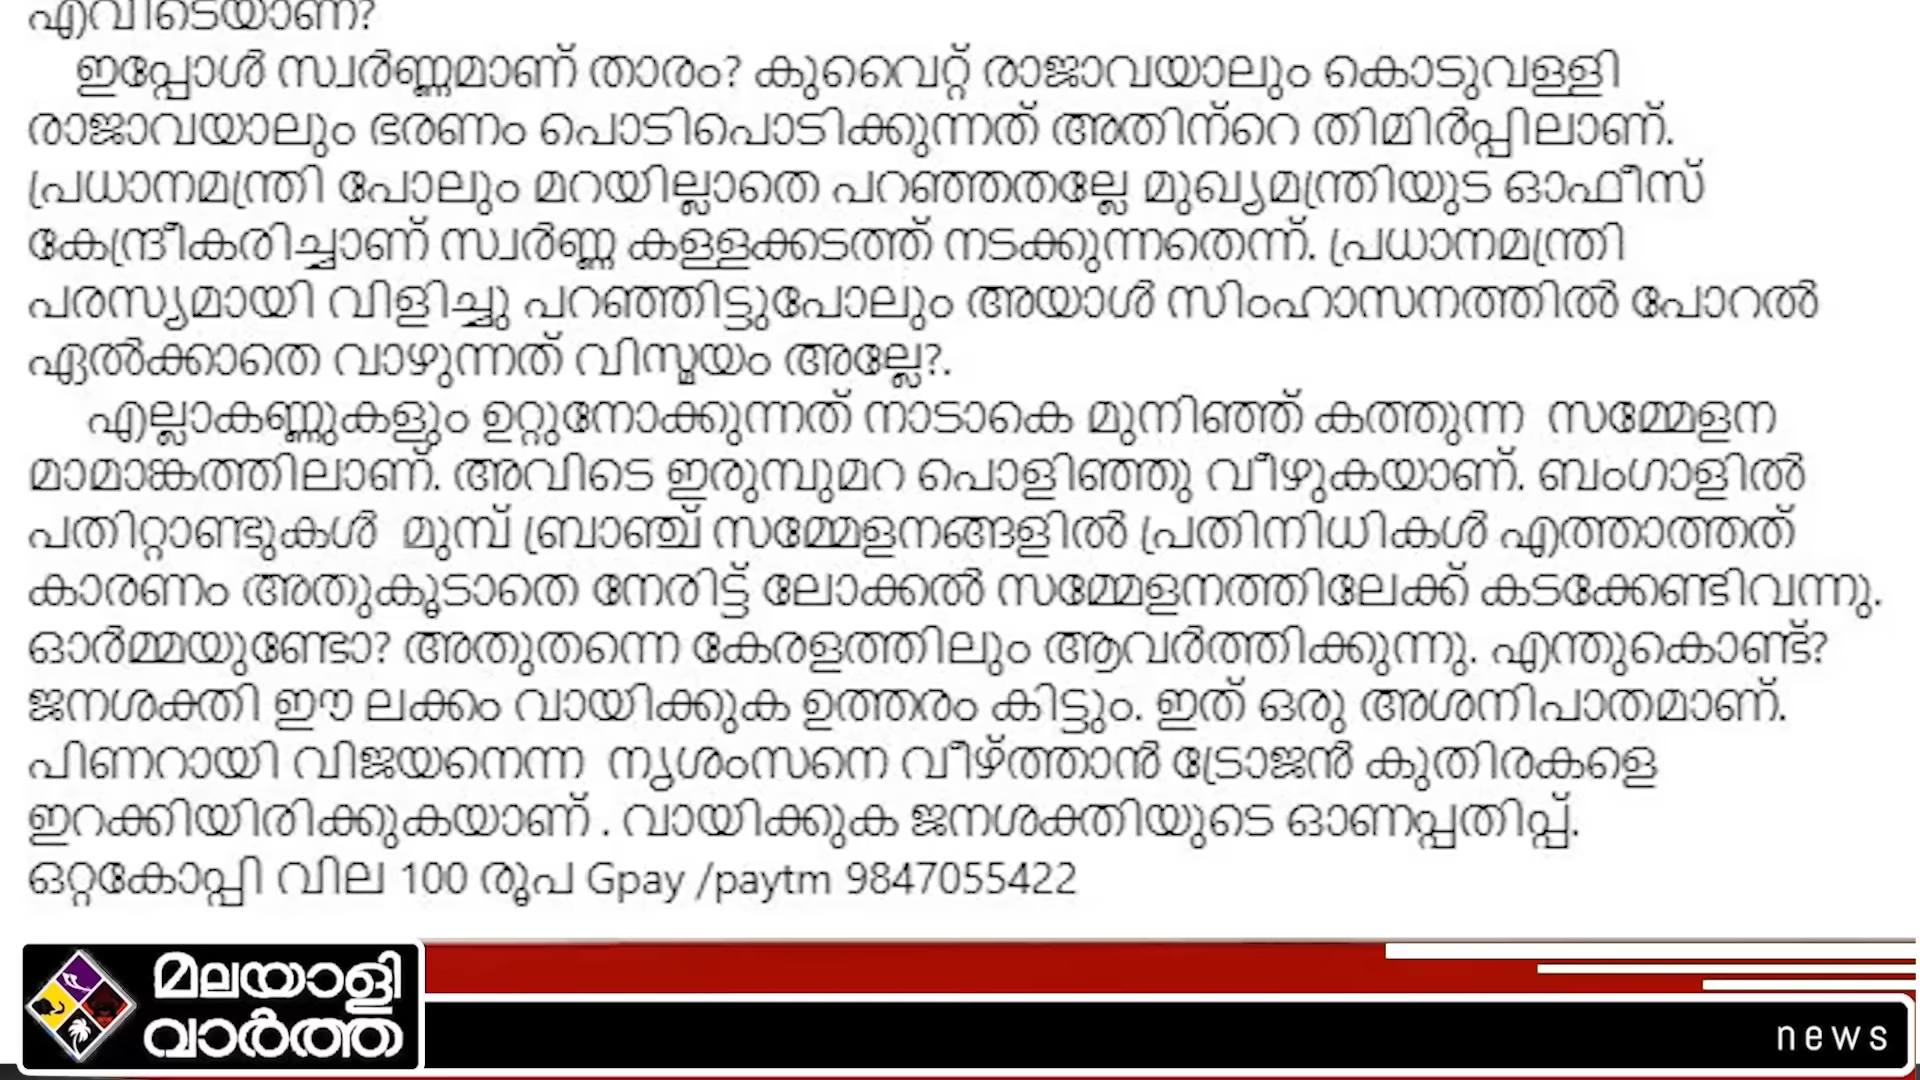 എവിടെയാണ്?
ഇപ്പോൾ സ്വർണ്ണമാണ് താരം? കുവൈറ്റ് രാജാവയാലും കൊടുവള്ളി
രാജാവയാലും ഭരണം പൊടിപൊടിക്കുന്നത് അതിന്റെ തിമിർപ്പിലാണ്.
പ്രധാനമന്ത്രി പോലും മറയില്ലാതെ പറഞ്ഞതല്ലേ മുഖ്യമന്ത്രിയുട ഓഫീസ്
കേന്ദ്രീകരിച്ചാണ് സ്വർണ്ണ കള്ളക്കടത്ത് നടക്കുന്നതെന്ന്. പ്രധാനമന്ത്രി
പരസ്യമായി വിളിച്ചു പറഞ്ഞിട്ടുപോലും അയാൾ സിംഹാസനത്തിൽ പോറൽ
ഏൽക്കാതെ വാഴുന്നത് വിസ്മയം അല്ലേ?.
എല്ലാകണ്ണുകളും ഉറ്റുനോക്കുന്നത് നാടാകെ മുനിഞ്ഞ് കത്തുന്ന സമ്മേളന
മാമാങ്കത്തിലാണ്. അവിടെ ഇരുമ്പുമറ പൊളിഞ്ഞു വീഴുകയാണ്. ബംഗാളിൽ
പതിറ്റാണ്ടുകൾ മുമ്പ് ബ്രാഞ്ച് സമ്മേളനങ്ങളിൽ പ്രതിനിധികൾ എത്താത്തത്
കാരണം അതുകൂടാതെ നേരിട്ട് ലോക്കൽ സമ്മേളനത്തിലേക്ക് കടക്കേണ്ടിവന്നു.
ഓർമ്മയുണ്ടോ? അതുതന്നെ കേരളത്തിലും ആവർത്തിക്കുന്നു. എന്തുകൊണ്ട്?
ജനശക്തി ഈ ലക്കം വായിക്കുക ഉത്തരം കിട്ടും. ഇത് ഒരു അശനിപാതമാണ്.
പിണറായി വിജയനെന്ന നൃശംസനെ വീഴ്ത്താൻ ട്രോജൻ കുതിരകളെ
ഇറക്കിയിരിക്കുകയാണ് . വായിക്കുക ജനശക്തിയുടെ ഓണപ്പതിപ്പ്.
ഒറ്റകോപ്പി വില 100 രൂപ Gpay /paytm 9847055422
മലയാളി
വാർത്ത
news